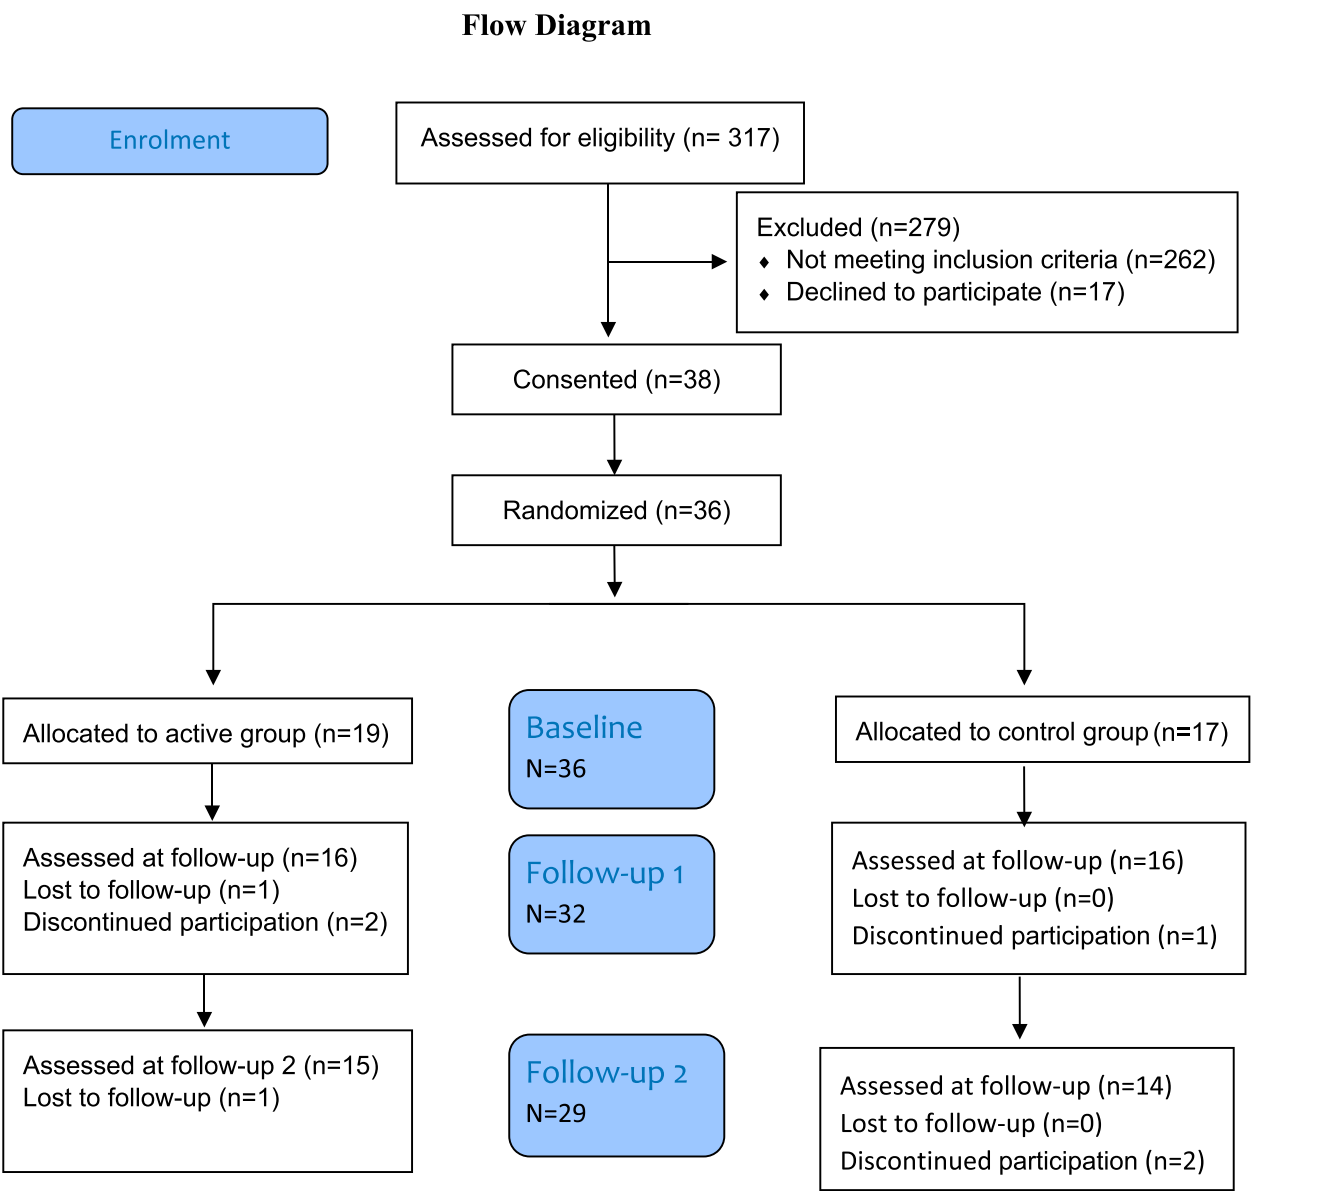 Flow Diagram
Enrolment
Assessed for eligibility (n= 317)
Excluded (n=279)
⬧ Not meeting inclusion criteria (n=262)
⬧ Declined to participate (n=17)
Consented (n=38)
Randomized (n=36)
Allocated to active group (n=19)
Baseline
N=36
Allocated to control group (n=17)
Assessed at follow-up (n=16)
Lost to follow-up (n=1)
Discontinued participation (n=2)
Follow-up 1
N=32
Assessed at follow-up (n=16)
Lost to follow-up (n=0)
Discontinued participation (n=1)
Assessed at follow-up 2 (n=15)
Lost to follow-up (n=1)
Follow-up 2
N=29
Assessed at follow-up (n=14)
Lost to follow-up (n=0)
Discontinued participation (n=2)